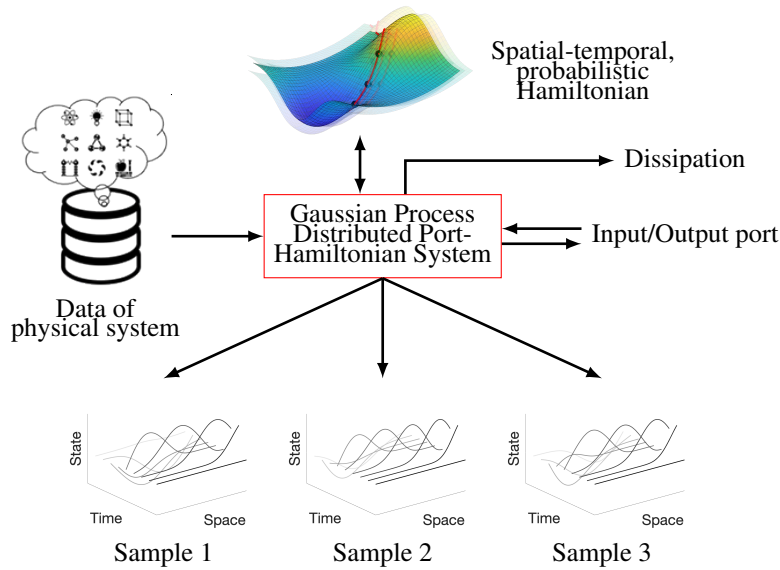 Spatial-temporal,
probabilistic
Hamiltonian
Dissipation
Gaussian Process
Distributed Port-
Hamiltonian System
Input/Output port
Data of
physical system
State
Time
Space
Sample 1
State
Time
Space
Sample 2
State
Time
Space
Sample 3